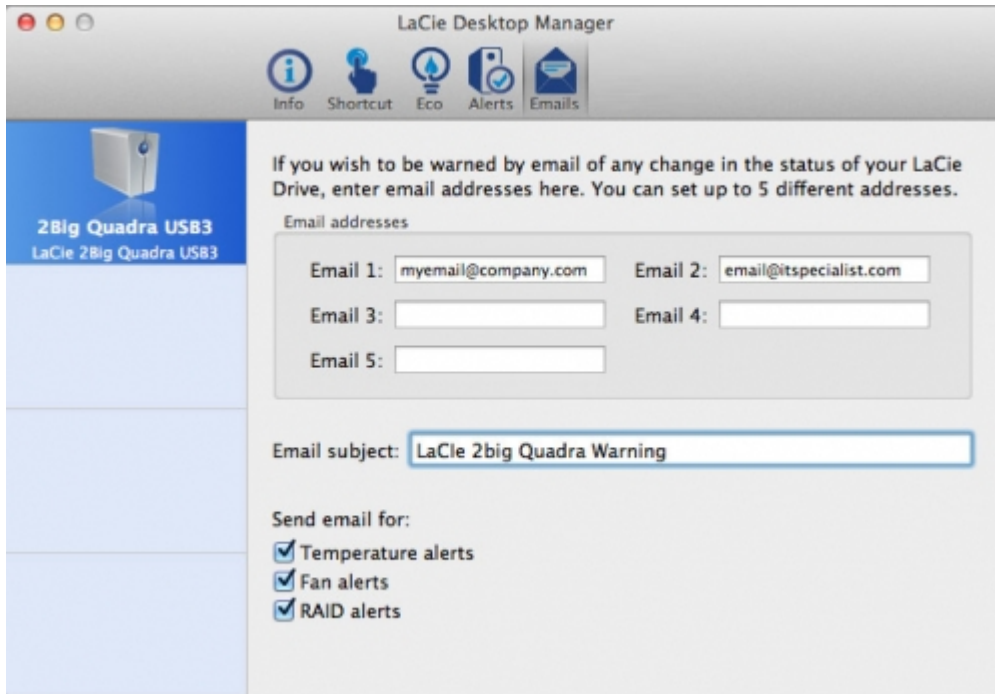 LaCie Desktop Manager
Info Shortcut Eco Alerts Emails
2Big Quadra USB3
LaCie 2Big Quadra USB3
If you wish to be warned by email of any change in the status of your LaCie
Drive, enter email addresses here. You can set up to 5 different addresses.
Email addresses
Email 1: myemail@company.com Email 2: email@itspecialist.com
Email 3: Email 4:
Email 5:
Email subject: LaCIe 2big Quadra Warning
Send email for:
Temperature alerts
Fan alerts
RAID alerts